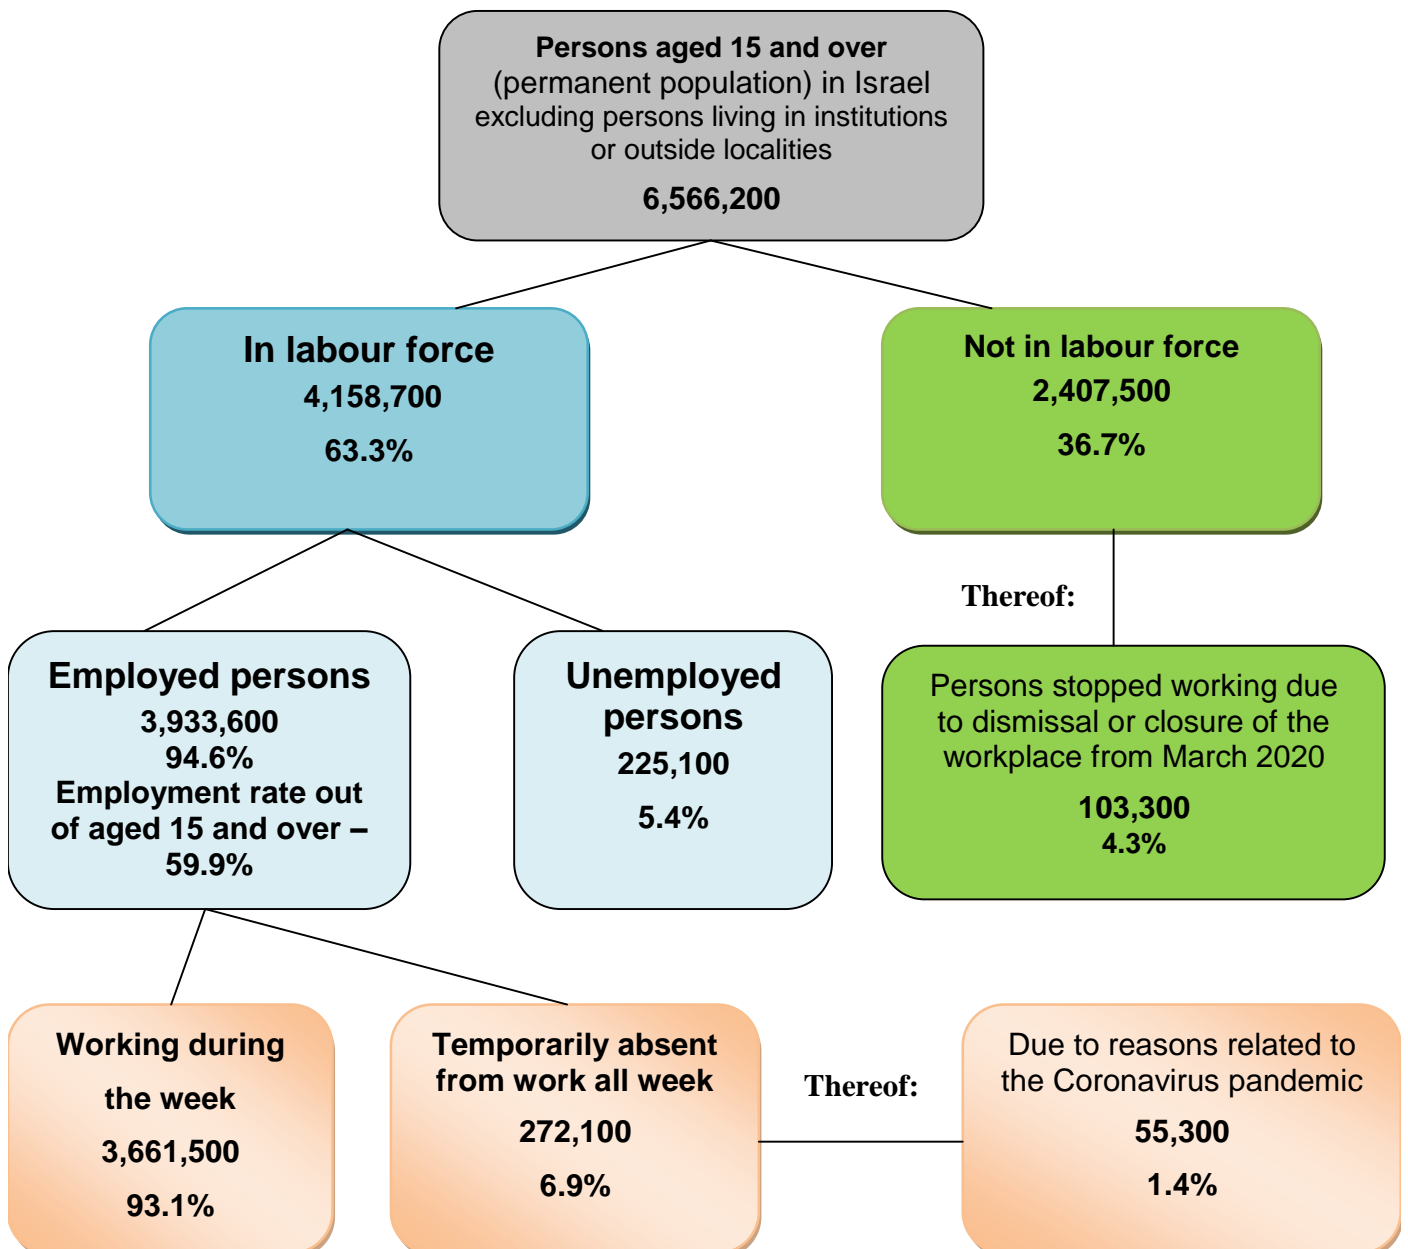 Persons aged 15 and over
(permanent population) in Israel
excluding persons living in institutions
or outside localities
6,566,200
In labour force
4,158,700
63.3%
Not in labour force
2,407,500
36.7%
Thereof:
Employed persons
3,933,600
94.6%
Employment rate out
of aged 15 and over –
59.9%
Unemployed
persons
225,100
5.4%
Persons stopped working due
to dismissal or closure of the
workplace from March 2020
103,300
4.3%
Working during
the week
3,661,500
93.1%
Temporarily absent
from work all week
272,100
6.9%
Thereof:
Due to reasons related to
the Coronavirus pandemic
55,300
1.4%